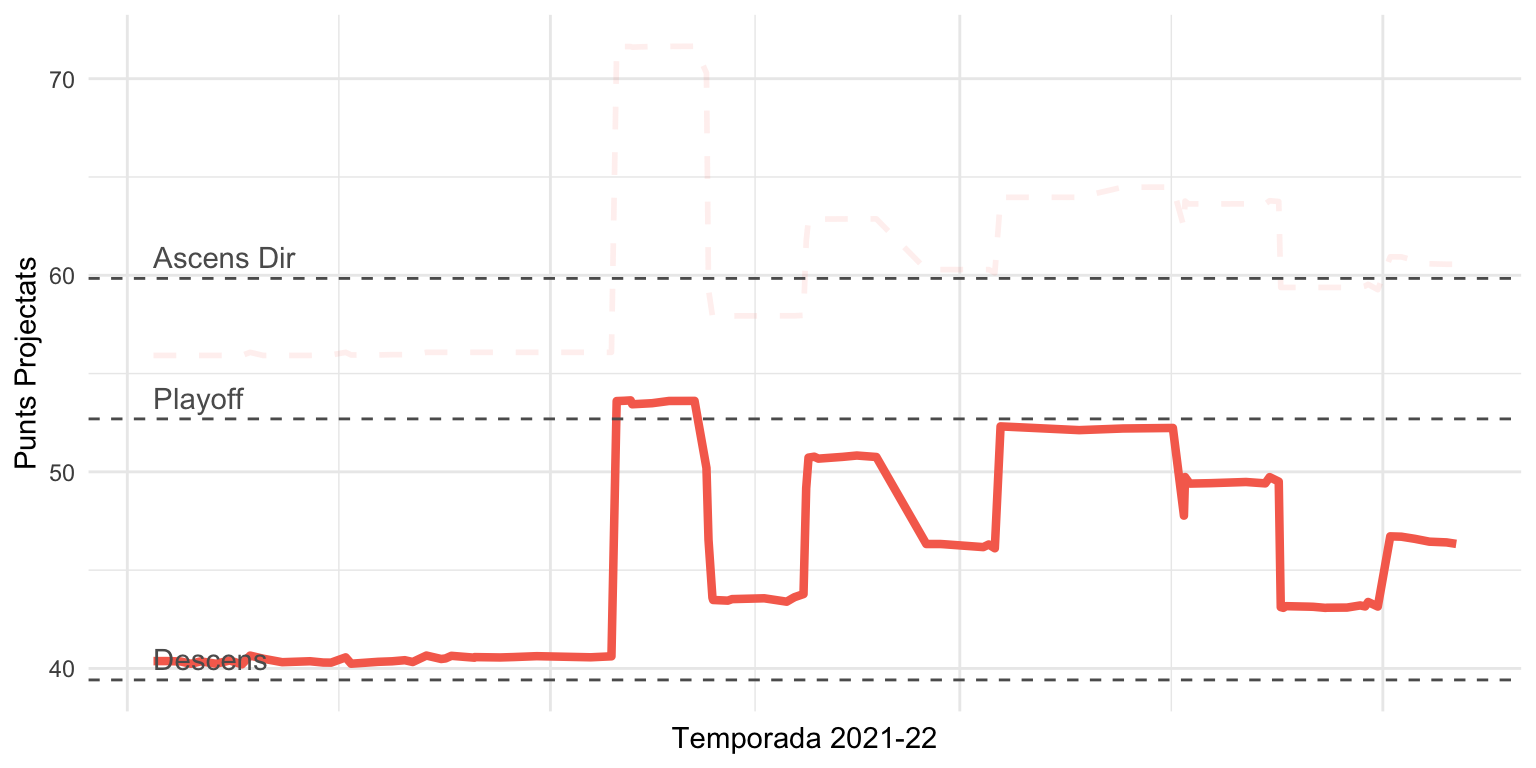 70
60
50
40
Punts Projectats
Ascens Dir
Playoff
Descens
Temporada 2021-22